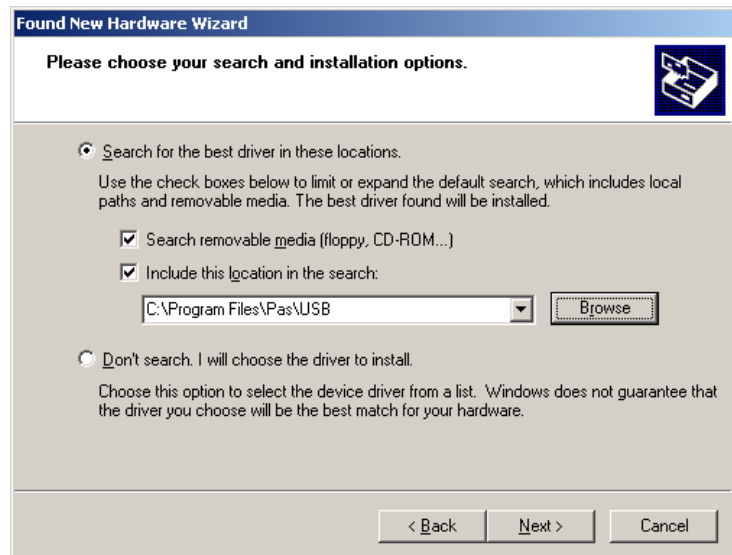 Found New Hardware Wizard
Please choose your search and installation options.
Search for the best driver in these locations.
Use the check boxes below to limit or expand the default search, which includes local
paths and removable media. The best driver found will be installed.
Search removable media (floppy, CD-ROM...)
Include this location in the search:
C:\Program Files\Pas\USB
Browse
Don't search. I will choose the driver to install.
Choose this option to select the device driver from a list.  Windows does not guarantee that
the driver you choose will be the best match for your hardware.
< Back
Next >
Cancel